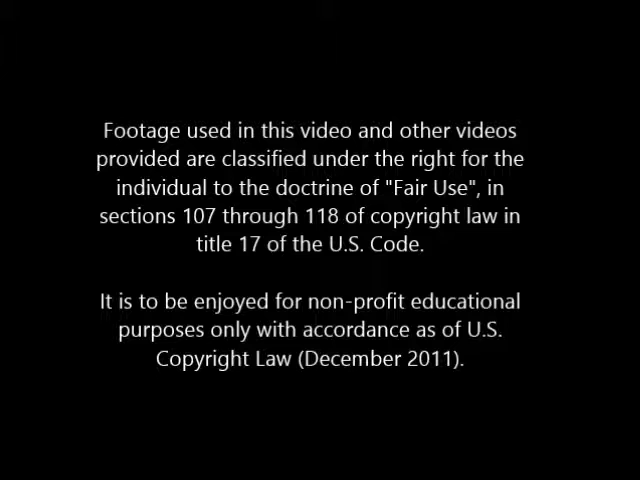 Footage used in this video and other videos
provided are classified under the right for the
individual to the doctrine of "Fair Use", in
sections 107 through 118 of copyright law in
title 17 of the U.S. Code.
It is to be enjoyed for non-profit educational
purposes only with accordance as of U.S.
Copyright Law (December 2011).